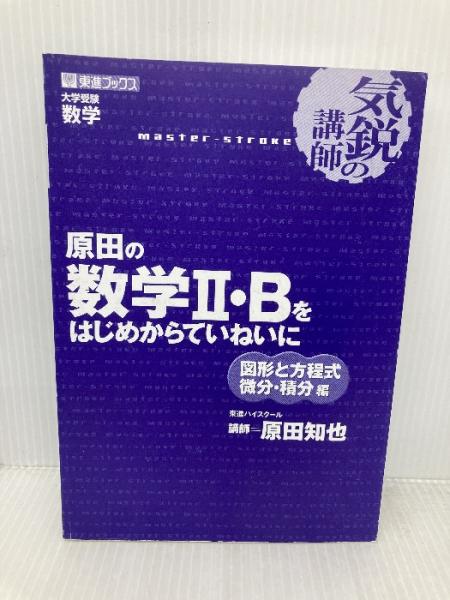 東進ブックス
大学受験
数学
master-stroke
気鋭の
講師
原田の
数学II・Bを
はじめからていねいに
図形と方程式
微分・積分 編
東進ハイスクール
講師─原田知也